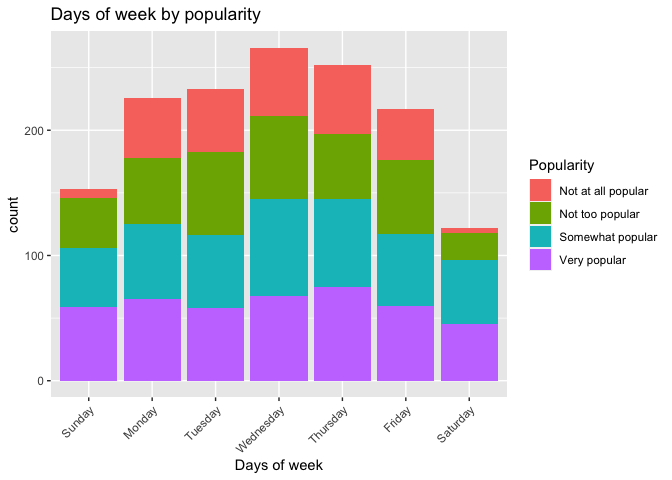 Days of week by popularity
count
200
100
0
Sunday
Monday
Tuesday
Wednesday
Thursday
Friday
Saturday
Days of week
Popularity
Not at all popular
Not too popular
Somewhat popular
Very popular